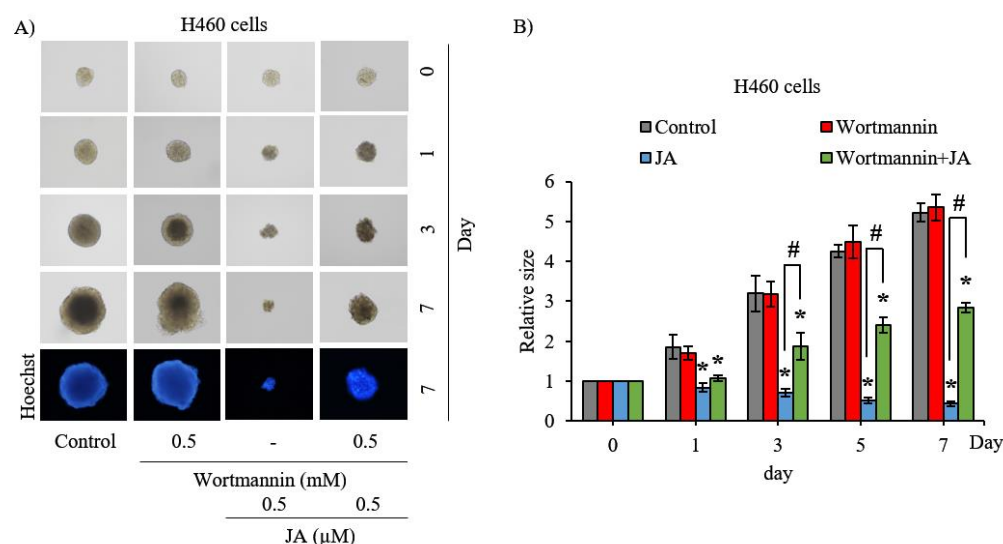 A)
H460 cells
0
1
3
7
Day
Hoechst
7
Control
0.5
-
0.5
Wortmannin (mM)
0.5
0.5
JA (µM)
B)
H460 cells
Control
Wortmannin
JA
Wortmannin+JA
Relative size
6
5
4
3
2
1
0
* *
* # *
* # *
* # *
0 1 3 5 7 Day
day